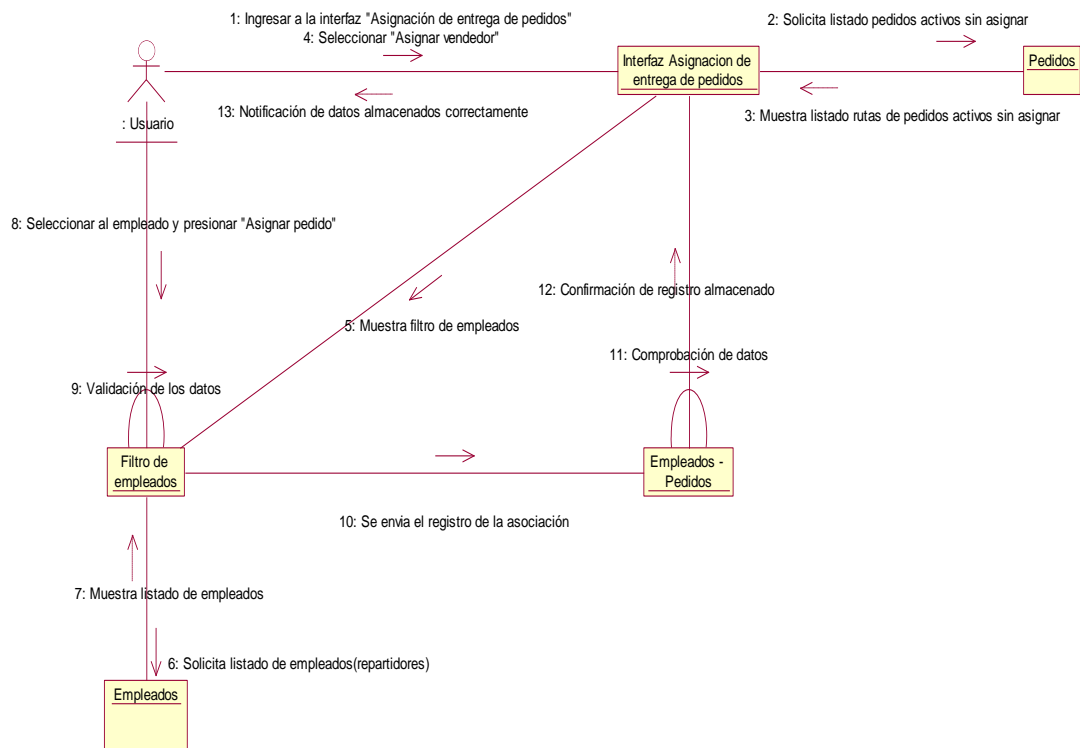 1: Ingresar a la interfaz "Asignación de entrega de pedidos"
4: Seleccionar "Asignar vendedor"
2: Solicita listado pedidos activos sin asignar
Interfaz Asignacion de
entrega de pedidos
Pedidos
: Usuario
13: Notificación de datos almacenados correctamente
3: Muestra listado rutas de pedidos activos sin asignar
8: Seleccionar al empleado y presionar "Asignar pedido"
12: Confirmación de registro almacenado
5: Muestra filtro de empleados
11: Comprobación de datos
9: Validación de los datos
Filtro de
empleados
Empleados -
Pedidos
10: Se envia el registro de la asociación
7: Muestra listado de empleados
6: Solicita listado de empleados(repartidores)
Empleados